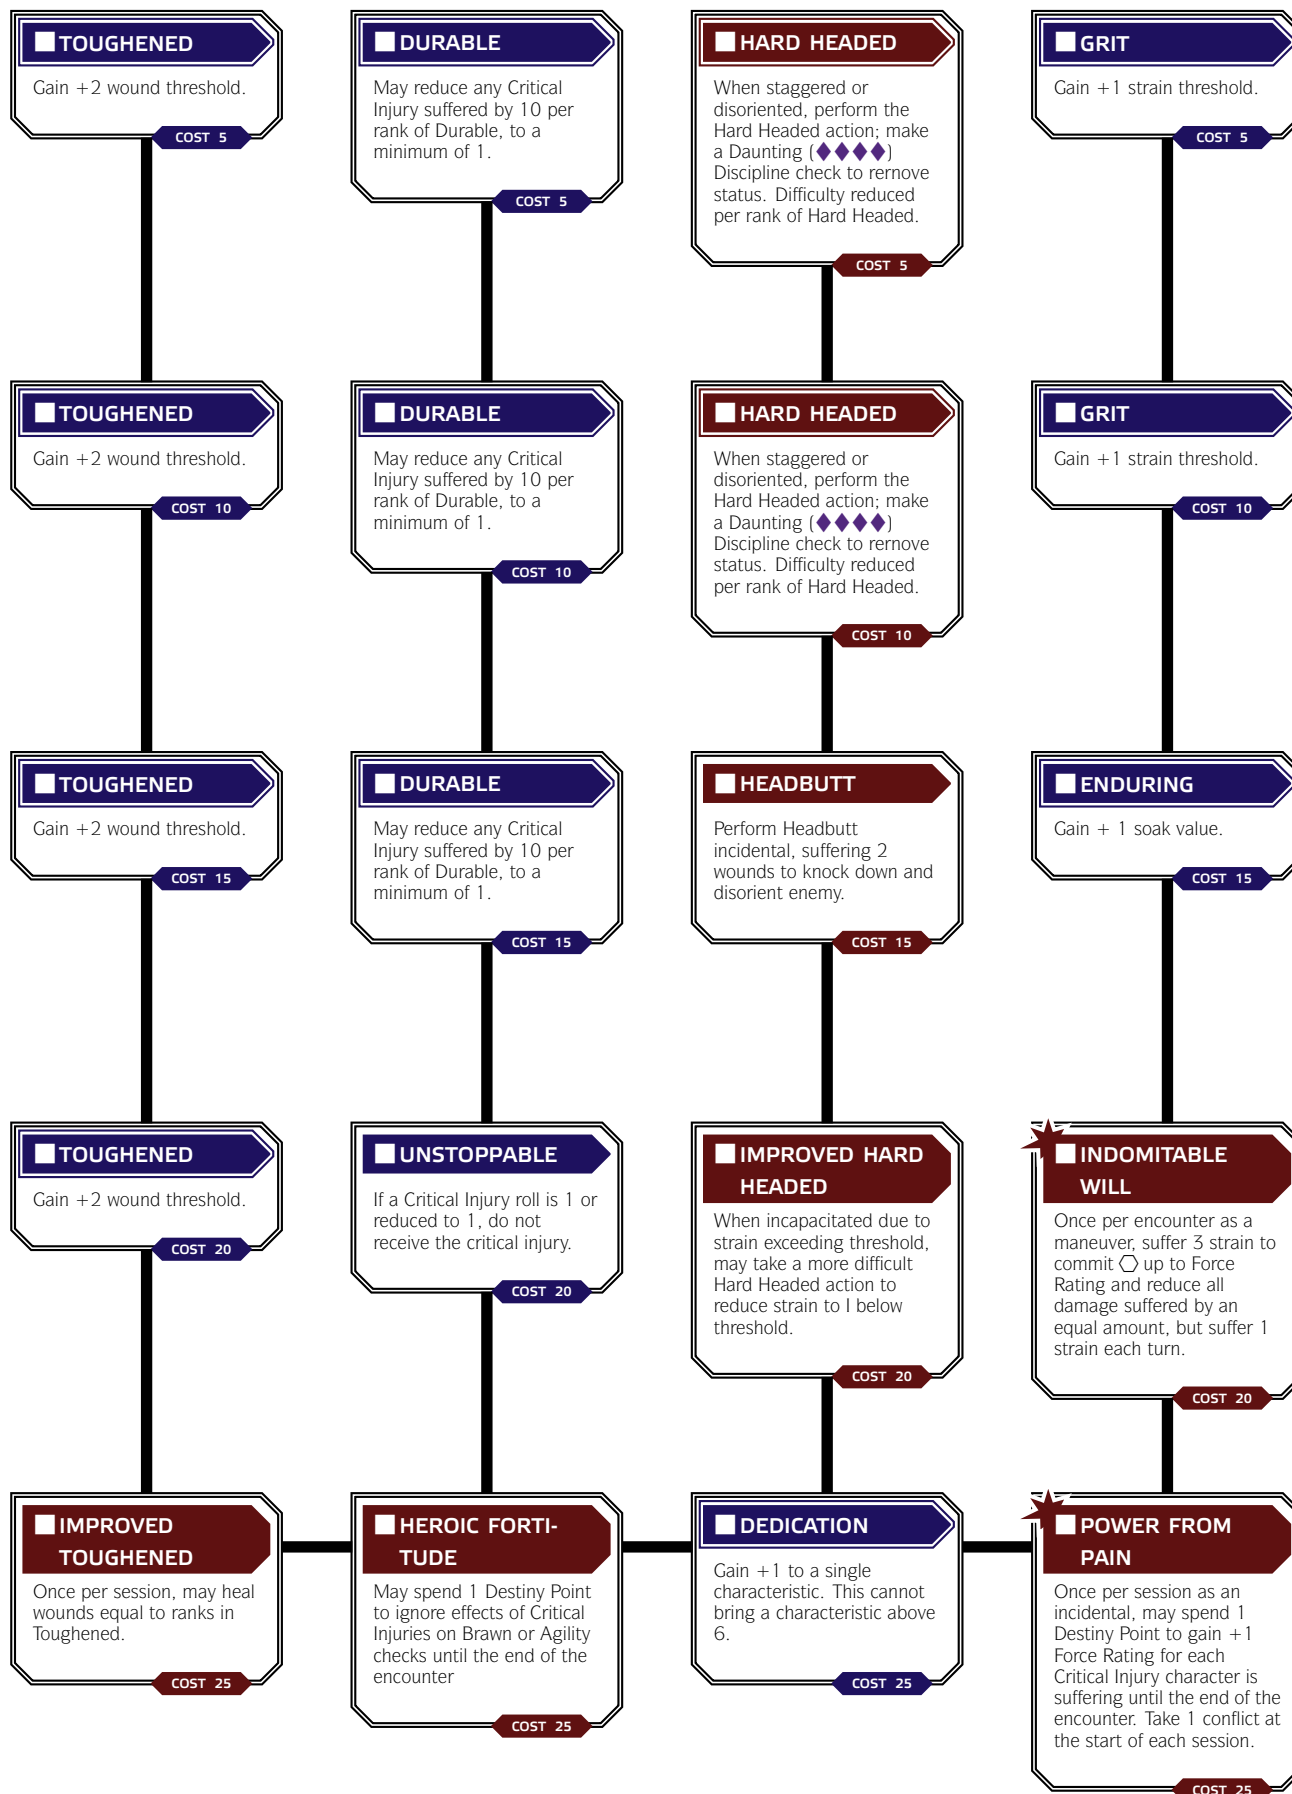 TOUGHENED
Gain +2 wound threshold.
COST 5
DURABLE
May reduce any Critical
Injury suffered by 10 per
rank of Durable, to a
minimum of 1.
COST 5
HARD HEADED
When staggered or
disoriented, perform the
Hard Headed action; make
a Daunting (♦♦♦♦)
Discipline check to rernove
status. Difficulty reduced
per rank of Hard Headed.
COST 5
GRIT
Gain +1 strain threshold.
COST 5
TOUGHENED
Gain +2 wound threshold.
COST 10
DURABLE
May reduce any Critical
Injury suffered by 10 per
rank of Durable, to a
minimum of 1.
COST 10
HARD HEADED
When staggered or
disoriented, perform the
Hard Headed action; make
a Daunting (♦♦♦♦)
Discipline check to rernove
status. Difficulty reduced
per rank of Hard Headed.
COST 10
GRIT
Gain +1 strain threshold.
COST 10
TOUGHENED
Gain +2 wound threshold.
COST 15
DURABLE
May reduce any Critical
Injury suffered by 10 per
rank of Durable, to a
minimum of 1.
COST 15
HEADBUTT
Perform Headbutt
incidental, suffering 2
wounds to knock down and
disorient enemy.
COST 15
ENDURING
Gain + 1 soak value.
COST 15
TOUGHENED
Gain +2 wound threshold.
COST 20
UNSTOPPABLE
If a Critical Injury roll is 1 or
reduced to 1, do not
receive the critical injury.
COST 20
IMPROVED HARD
HEADED
When incapacitated due to
strain exceeding threshold,
may take a more difficult
Hard Headed action to
reduce strain to I below
threshold.
COST 20
INDOMITABLE
WILL
Once per encounter as a
maneuver, suffer 3 strain to
commit ⬡ up to Force
Rating and reduce all
damage suffered by an
equal amount, but suffer 1
strain each turn.
COST 20
IMPROVED
TOUGHENED
Once per session, may heal
wounds equal to ranks in
Toughened.
COST 25
HEROIC FORTI-
TUDE
May spend 1 Destiny Point
to ignore effects of Critical
Injuries on Brawn or Agility
checks until the end of the
encounter
COST 25
DEDICATION
Gain +1 to a single
characteristic. This cannot
bring a characteristic above
6.
COST 25
POWER FROM
PAIN
Once per session as an
incidental, may spend 1
Destiny Point to gain +1
Force Rating for each
Critical Injury character is
suffering until the end of the
encounter. Take 1 conflict at
the start of each session.
COST 25